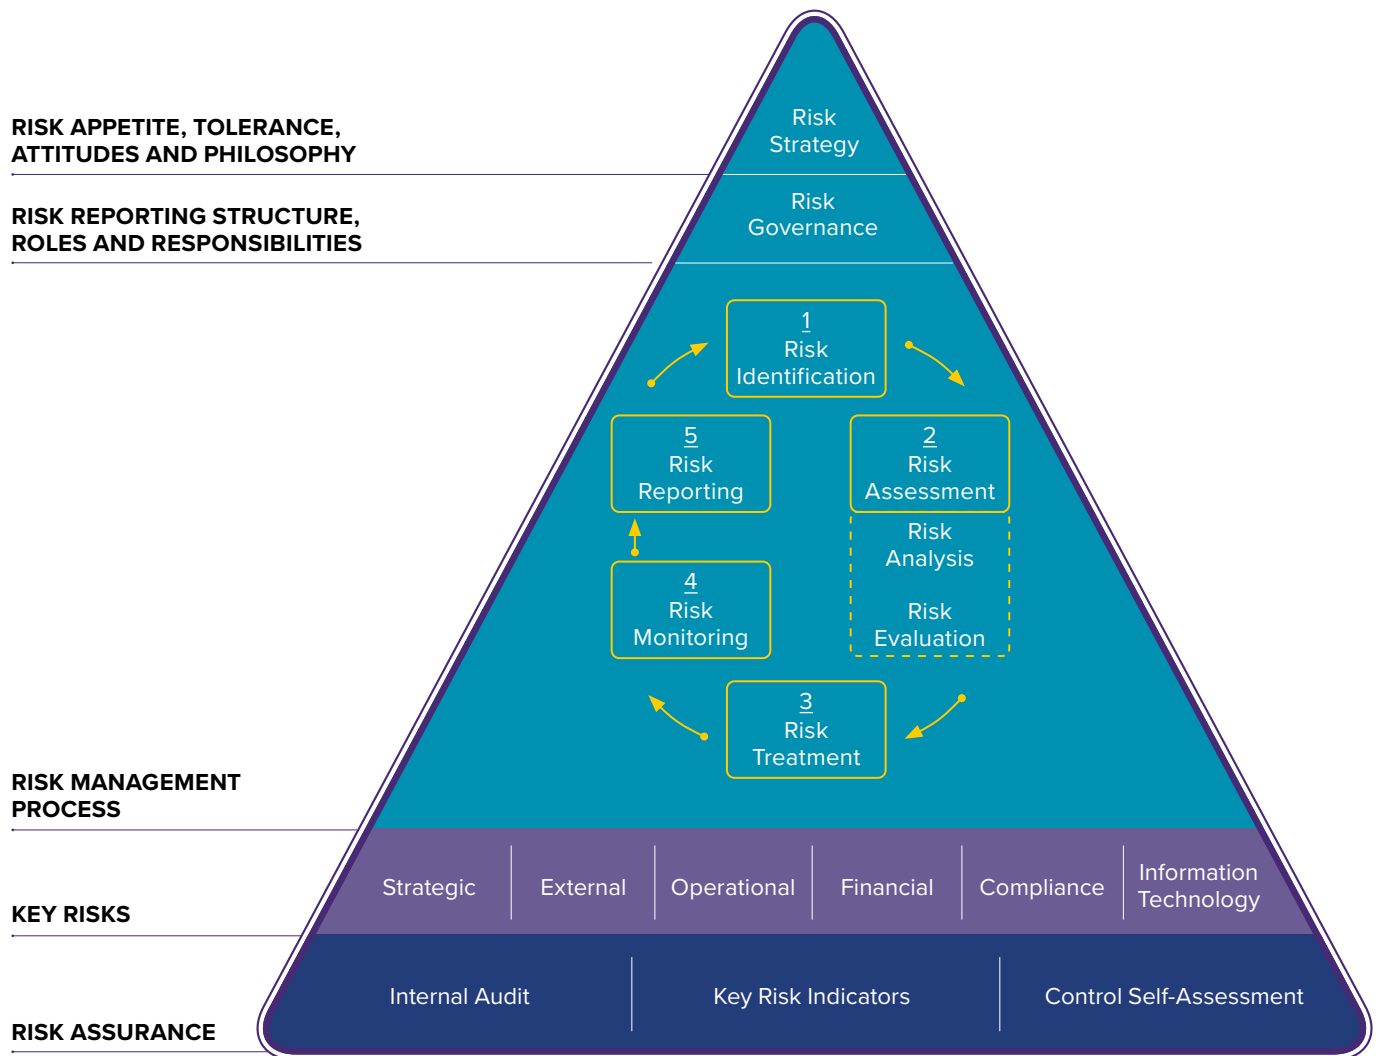 RISK APPETITE, TOLERANCE,
ATTITUDES AND PHILOSOPHY
Risk
Strategy
RISK REPORTING STRUCTURE,
ROLES AND RESPONSIBILITIES
Risk
Governance
1
Risk
Identification
2
Risk
Assessment
Risk
Analysis
Risk
Evaluation
3
Risk
Treatment
4
Risk
Monitoring
5
Risk
Reporting
RISK MANAGEMENT
PROCESS
KEY RISKS
Strategic
External
Operational
Financial
Compliance
Information
Technology
RISK ASSURANCE
Internal Audit
Key Risk Indicators
Control Self-Assessment